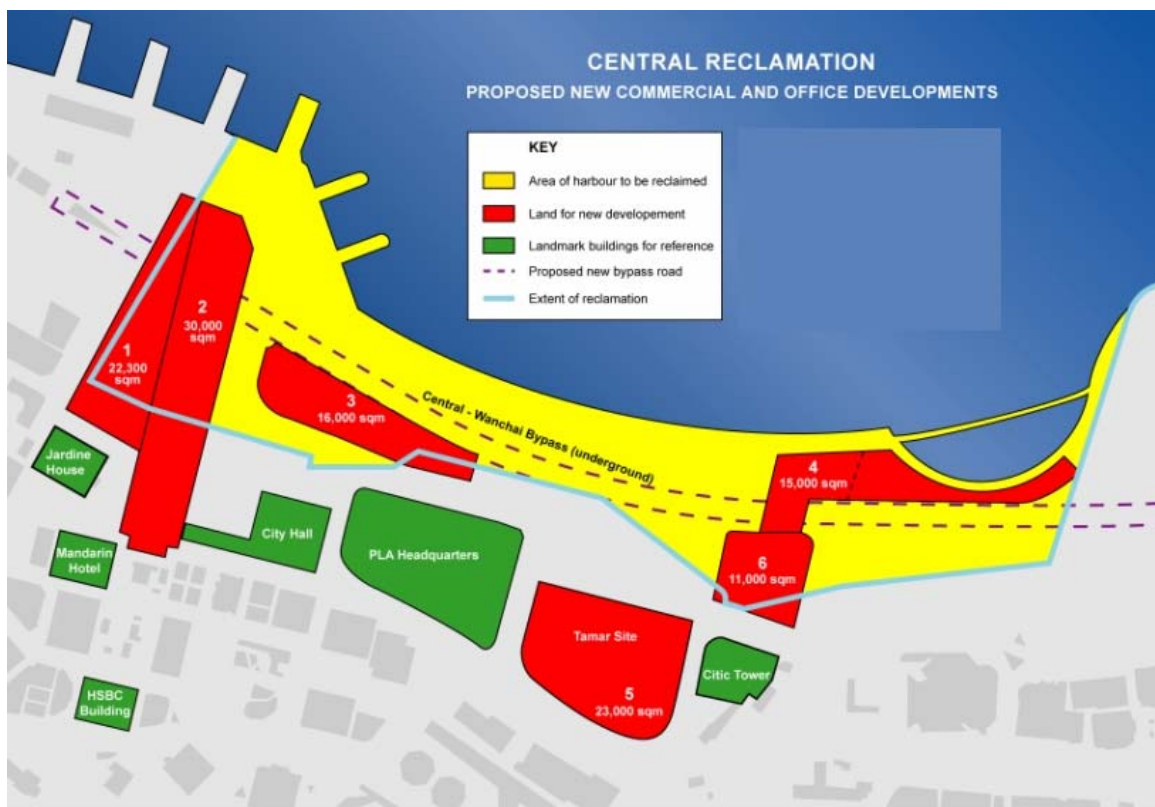 CENTRAL RECLAMATION
PROPOSED NEW COMMERCIAL AND OFFICE DEVELOPMENTS
KEY
Area of harbour to be reclaimed
Land for new developement
Landmark buildings for reference
Proposed new bypass road
Extent of reclamation
1
22,300
sqm
2
30,000
sqm
3
16,000 sqm
Central - Wanchai Bypass (underground)
4
15,000 sqm
6
11,000 sqm
Jardine
House
Mandarin
Hotel
City Hall
PLA Headquarters
Tamar Site
5
23,000 sqm
Citic Tower
HSBC
Building